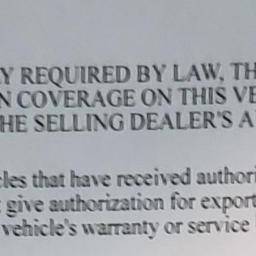 Y REQUIRED BY LAW, TH
N COVERAGE ON THIS VE
HE SELLING DEALER'S A
cles that have received authori
give authorization for export
vehicle's warranty or service